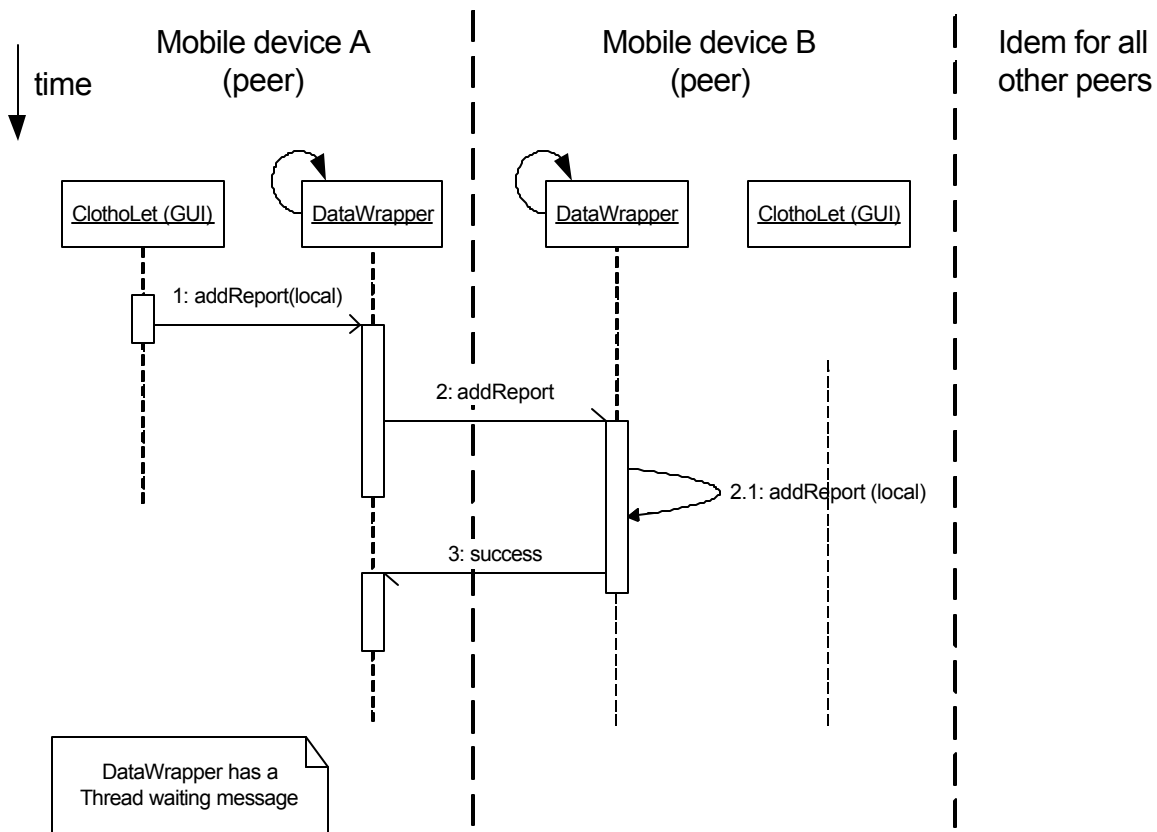 Mobile device A
(peer)
Mobile device B
(peer)
Idem for all
other peers
time
ClothoLet (GUI)
DataWrapper
DataWrapper
ClothoLet (GUI)
1: addReport(local)
2: addReport
2.1: addReport (local)
3: success
DataWrapper has a
Thread waiting message